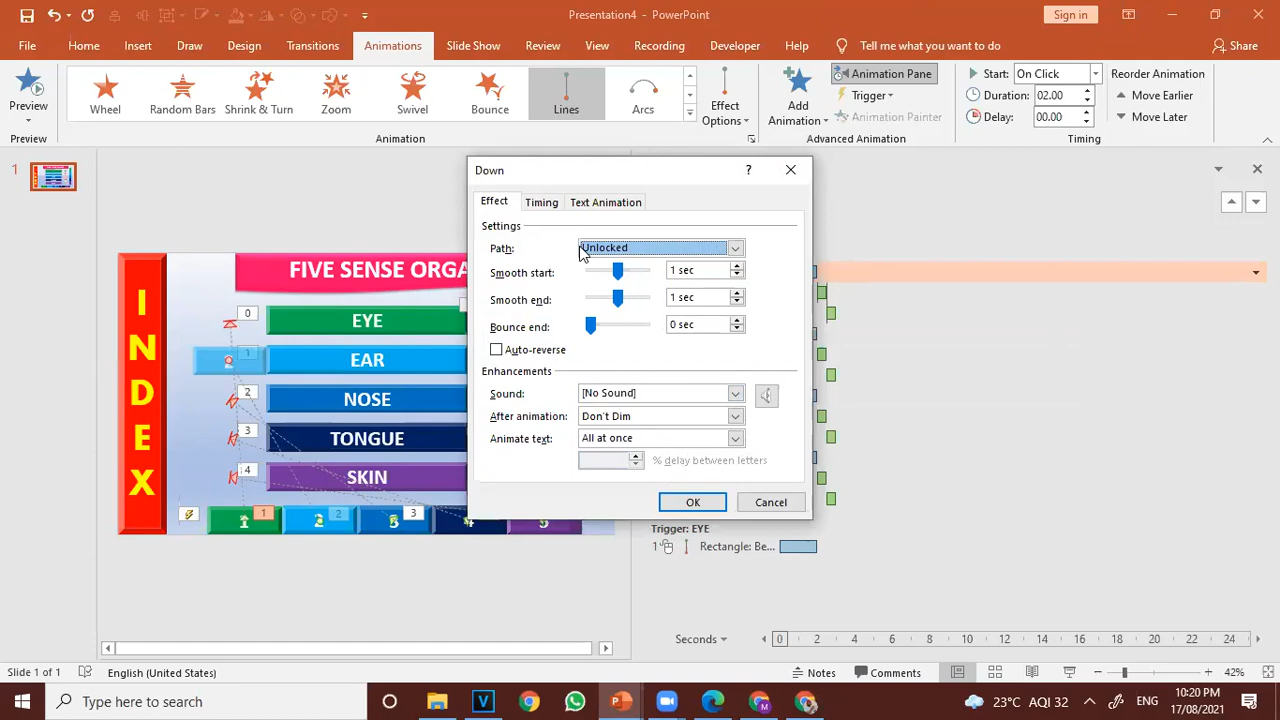 Presentation4 - PowerPoint
Sign in
File Home Insert Draw Design Transitions Animations Slide Show Review View Recording Developer Help Tell me what you want to do Share
Preview
Wheel Random Bars Shrink & Turn Zoom Swivel Bounce Lines Arcs
Effect Options
Add Animation
Animation Pane
Trigger
Animation Painter
Start: On Click
Duration: 02.00
Delay: 00.00
Reorder Animation
Move Earlier
Move Later
Preview Animation Advanced Animation Timing
1
Down
?
Effect Timing Text Animation
Settings
Path: Unlocked
Smooth start: 1 sec
Smooth end: 1 sec
Bounce end: 0 sec
Auto-reverse
Enhancements
Sound: [No Sound]
After animation: Don't Dim
Animate text: All at once
% delay between letters
OK Cancel
INDEX
FIVE SENSE ORGA
0 EYE
1 EAR
2 NOSE
3 TONGUE
4 SKIN
1 1 2 2 3 3 4 5
Trigger: EYE
1 Rectangle: Be...
Seconds 0 2 4 6 8 10 12 14 16 18 20 22 24
Slide 1 of 1 English (United States) Notes Comments 42%
Type here to search
23°C AQI 32 ENG
10:20 PM
17/08/2021